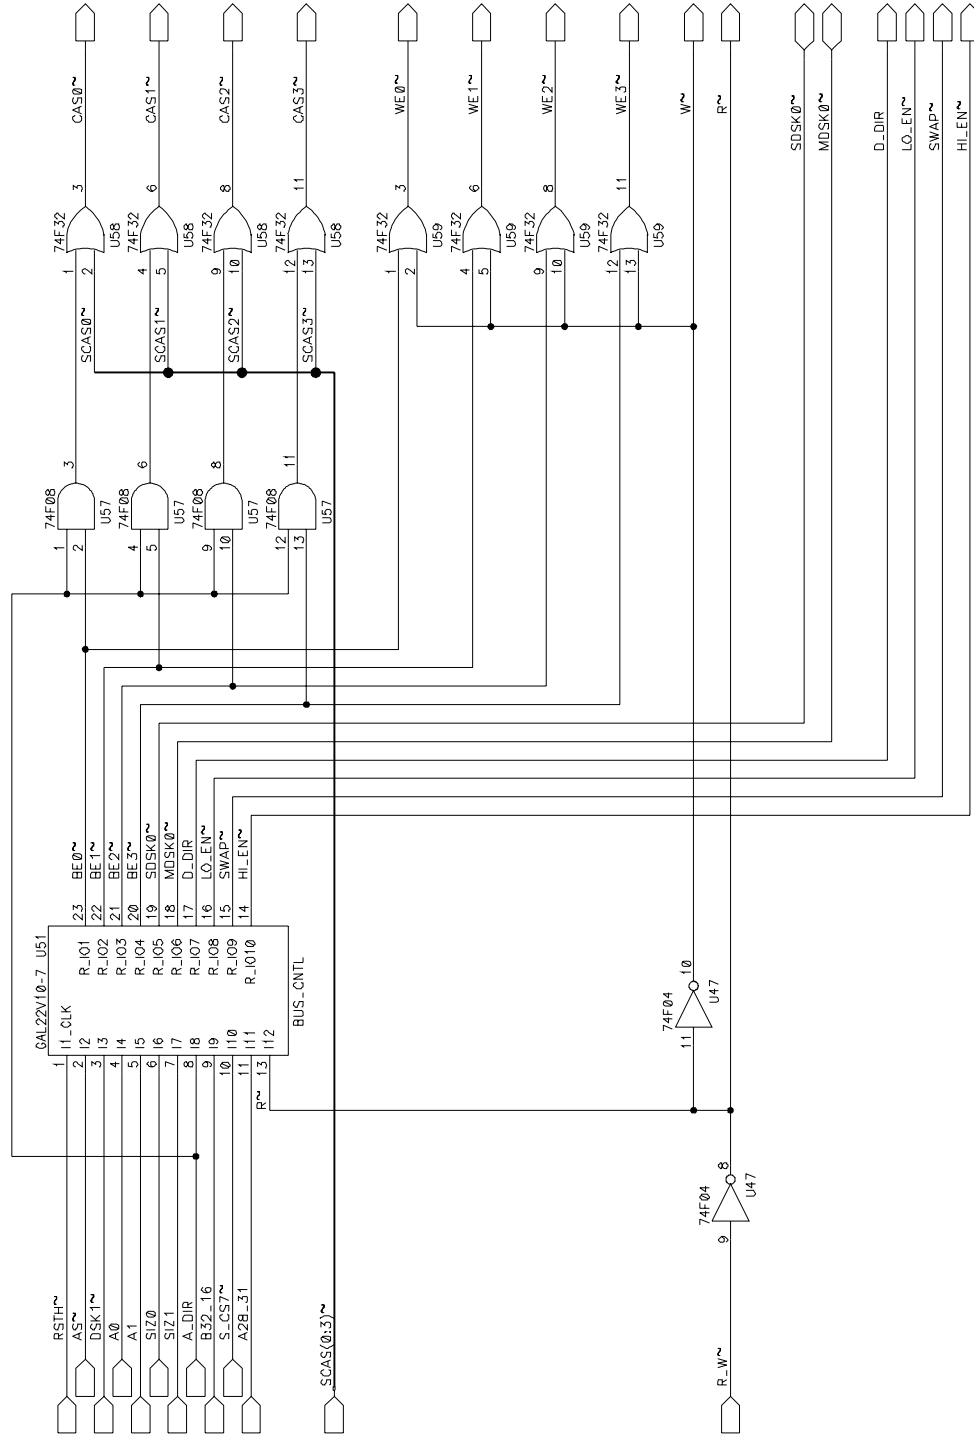 CAS0~
CAS1~
CAS2~
CAS3~
WE0~
WE1~
WE2~
WE3~
W~
R~
SDSK0~
MDSK0~
D_DIR
LO_EN~
SWAP~
HI_EN~
3
6
8
11
3
6
8
11
74F32 U58
74F32 U58
74F32 U58
74F32 U58
74F32 U59
74F32 U59
74F32 U59
74F32 U59
1
2
4
5
9
10
12
13
1
2
4
5
9
10
12
13
SCAS0~
SCAS1~
SCAS2~
SCAS3~
3
6
8
11
74F08 U57
74F08 U57
74F08 U57
74F08 U57
1
2
4
5
9
10
12
13
BE0~
BE1~
BE2~
BE3~
SDSK0~
MDSK0~
D_DIR
LO_EN~
SWAP~
HI_EN~
23
22
21
20
19
18
17
16
15
14
GAL22V10-7 U51
R_IO1
R_IO2
R_IO3
R_IO4
R_IO5
R_IO6
R_IO7
R_IO8
R_IO9
R_IO10
I1_CLK
I2
I3
I4
I5
I6
I7
I8
I9
I10
I11
I12
BUS_CNTL
1
2
3
4
5
6
7
8
9
10
11
13
R~
10
74F04 U47
11
8
74F04 U47
9
RSTH~
AS~
DSK1~
A0
A1
SIZ0
SIZ1
A_DIR
B32_16
S_CS7~
A28_31
SCAS(0:3)~
R_W~